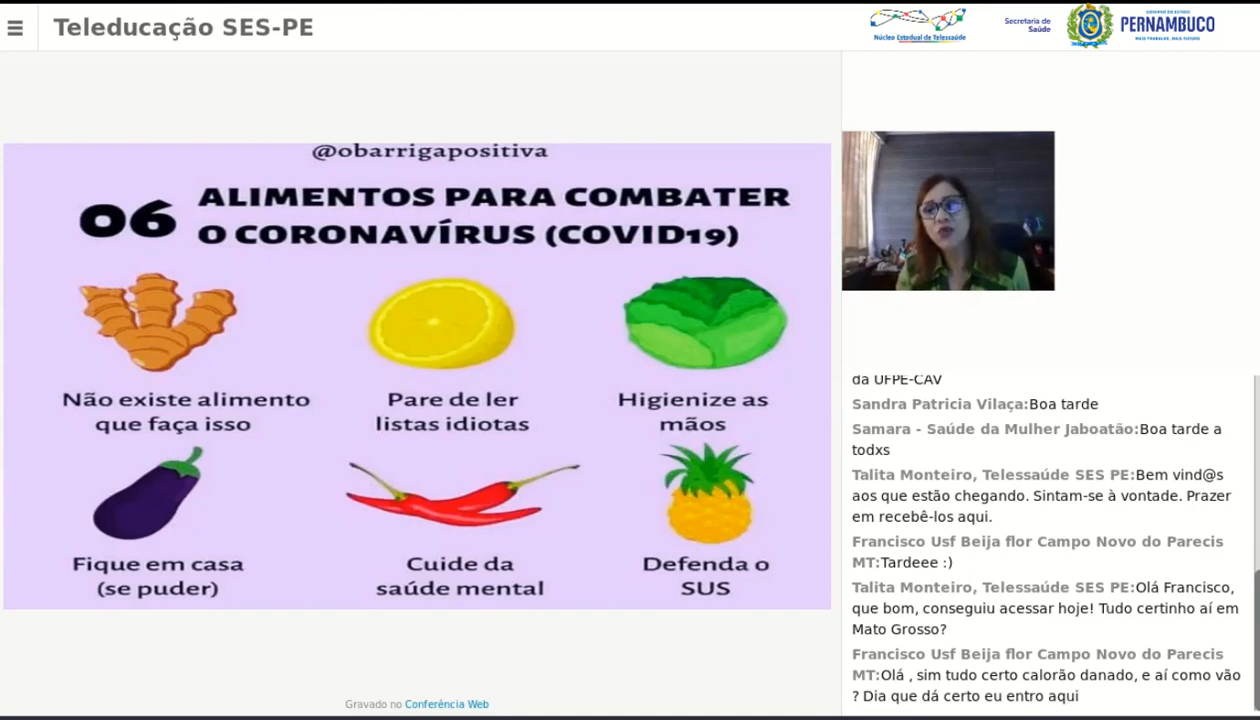 Teleducação SES-PE
Núcleo Estadual de Telessaúde
Secretaria de
Saúde
GOVERNO DO ESTADO
PERNAMBUCO
MAIS TRABALHO, MAIS FUTURO
@obarrigapositiva
06 ALIMENTOS PARA COMBATER
O CORONAVÍRUS (COVID19)
Não existe alimento
que faça isso
Pare de ler
listas idiotas
Higienize as
mãos
Fique em casa
(se puder)
Cuide da
saúde mental
Defenda o
SUS
Gravado no Conferência Web
da UFPE-CAV
Sandra Patricia Vilaça:Boa tarde
Samara - Saúde da Mulher Jaboatão:Boa tarde a
todxs
Talita Monteiro, Telessaúde SES PE:Bem vind@s
aos que estão chegando. Sintam-se à vontade. Prazer
em recebê-los aqui.
Francisco Usf Beija flor Campo Novo do Parecis
MT:Tardeee :)
Talita Monteiro, Telessaúde SES PE:Olá Francisco,
que bom, conseguiu acessar hoje! Tudo certinho aí em
Mato Grosso?
Francisco Usf Beija flor Campo Novo do Parecis
MT:Olá , sim tudo certo calorão danado, e aí como vão
? Dia que dá certo eu entro aqui